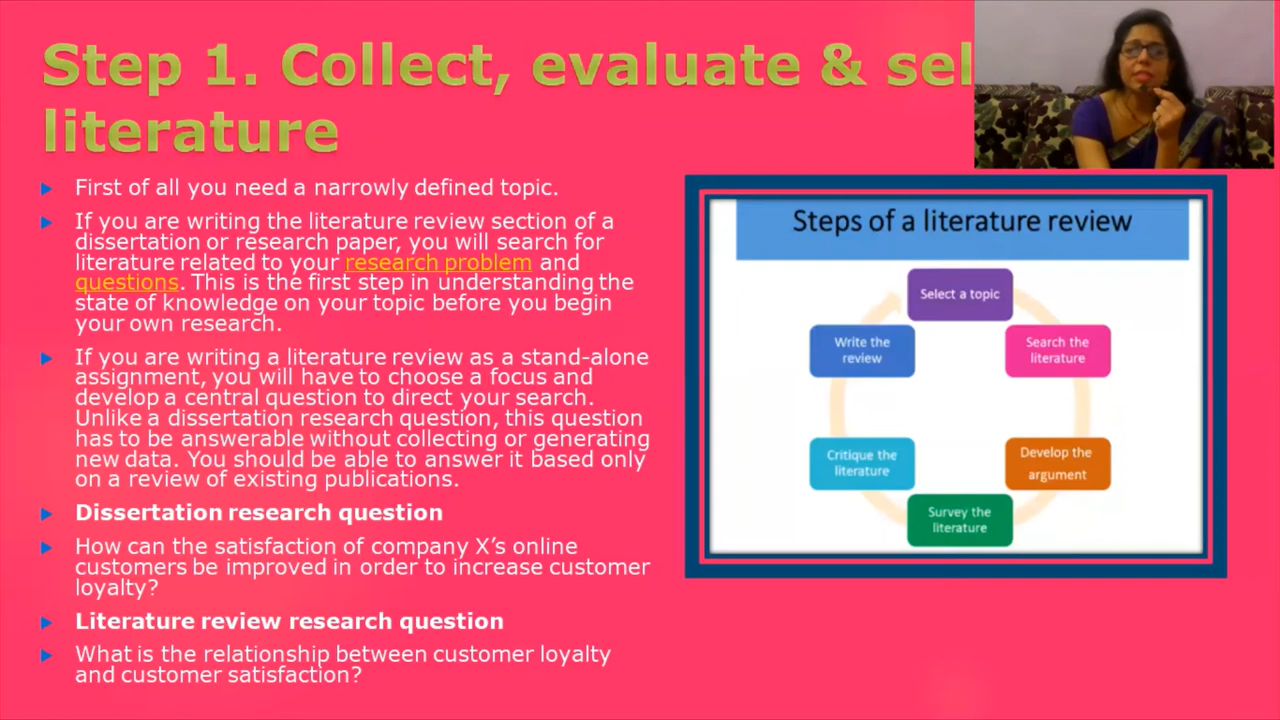 Step 1. Collect, evaluate & sel
literature
First of all you need a narrowly defined topic.
If you are writing the literature review section of a
dissertation or research paper, you will search for
literature related to your research problem and
questions. This is the first step in understanding the
state of knowledge on your topic before you begin
your own research.
If you are writing a literature review as a stand-alone
assignment, you will have to choose a focus and
develop a central question to direct your search.
Unlike a dissertation research question, this question
has to be answerable without collecting or generating
new data. You should be able to answer it based only
on a review of existing publications.
Dissertation research question
How can the satisfaction of company X’s online
customers be improved in order to increase customer
loyalty?
Literature review research question
What is the relationship between customer loyalty
and customer satisfaction?
Steps of a literature review
Select a topic
Search the
literature
Develop the
argument
Survey the
literature
Critique the
literature
Write the
review